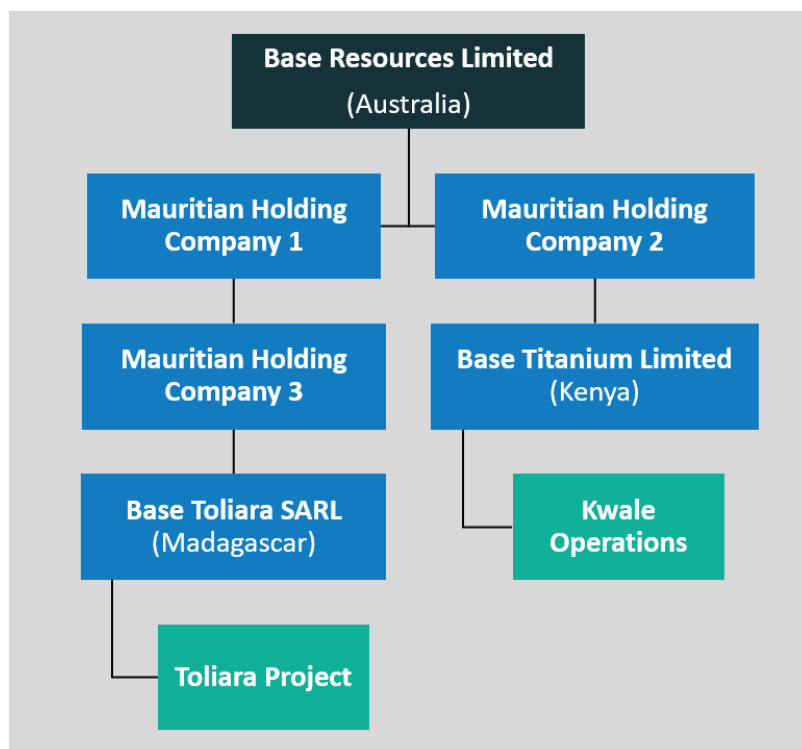 Base Resources Limited
(Australia)
Mauritian Holding
Company 1
Mauritian Holding
Company 2
Mauritian Holding
Company 3
Base Titanium Limited
(Kenya)
Base Toliara SARL
(Madagascar)
Kwale
Operations
Toliara Project